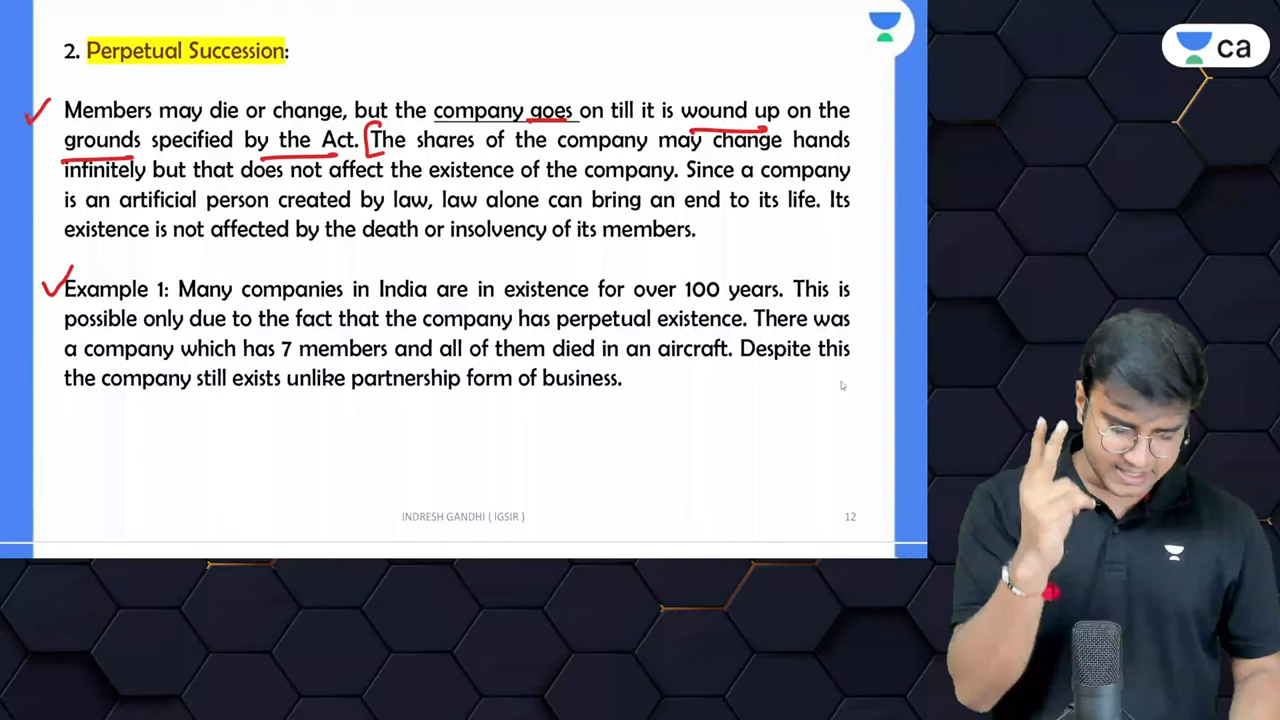 2. Perpetual Succession:
ca
Members may die or change, but the company goes on till it is wound up on the
grounds specified by the Act. The shares of the company may change hands
infinitely but that does not affect the existence of the company. Since a company
is an artificial person created by law, law alone can bring an end to its life. Its
existence is not affected by the death or insolvency of its members.
Example 1: Many companies in India are in existence for over 100 years. This is
possible only due to the fact that the company has perpetual existence. There was
a company which has 7 members and all of them died in an aircraft. Despite this
the company still exists unlike partnership form of business.
INDRESH GANDHI ( IGSIR )
12